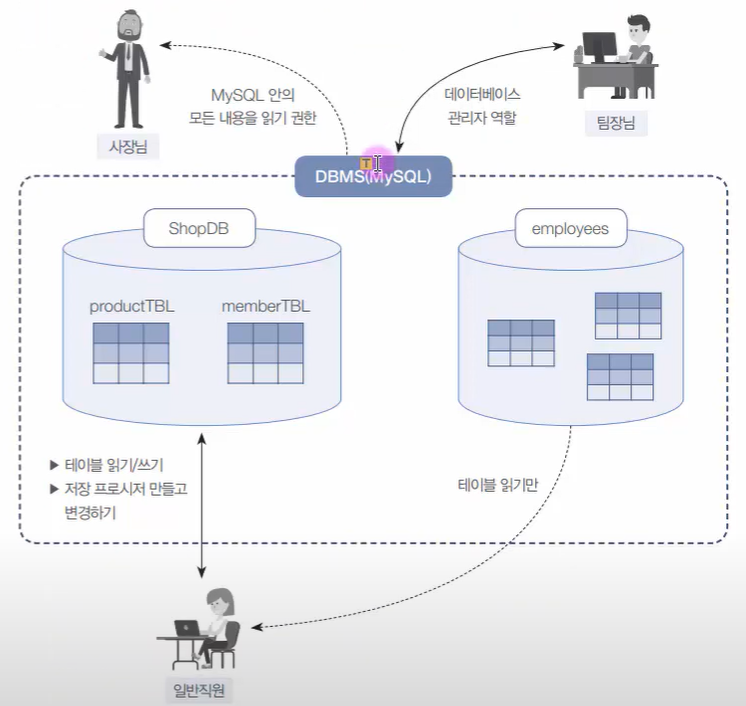 MySQL 안의
모든 내용을 읽기 권한
데이터베이스
관리자 역할
사장님
팀장님
T
DBMS(MySQL)
ShopDB
employees
productTBL
memberTBL
▶ 테이블 읽기/쓰기
▶ 저장 프로시저 만들고
변경하기
테이블 읽기만
일반직원